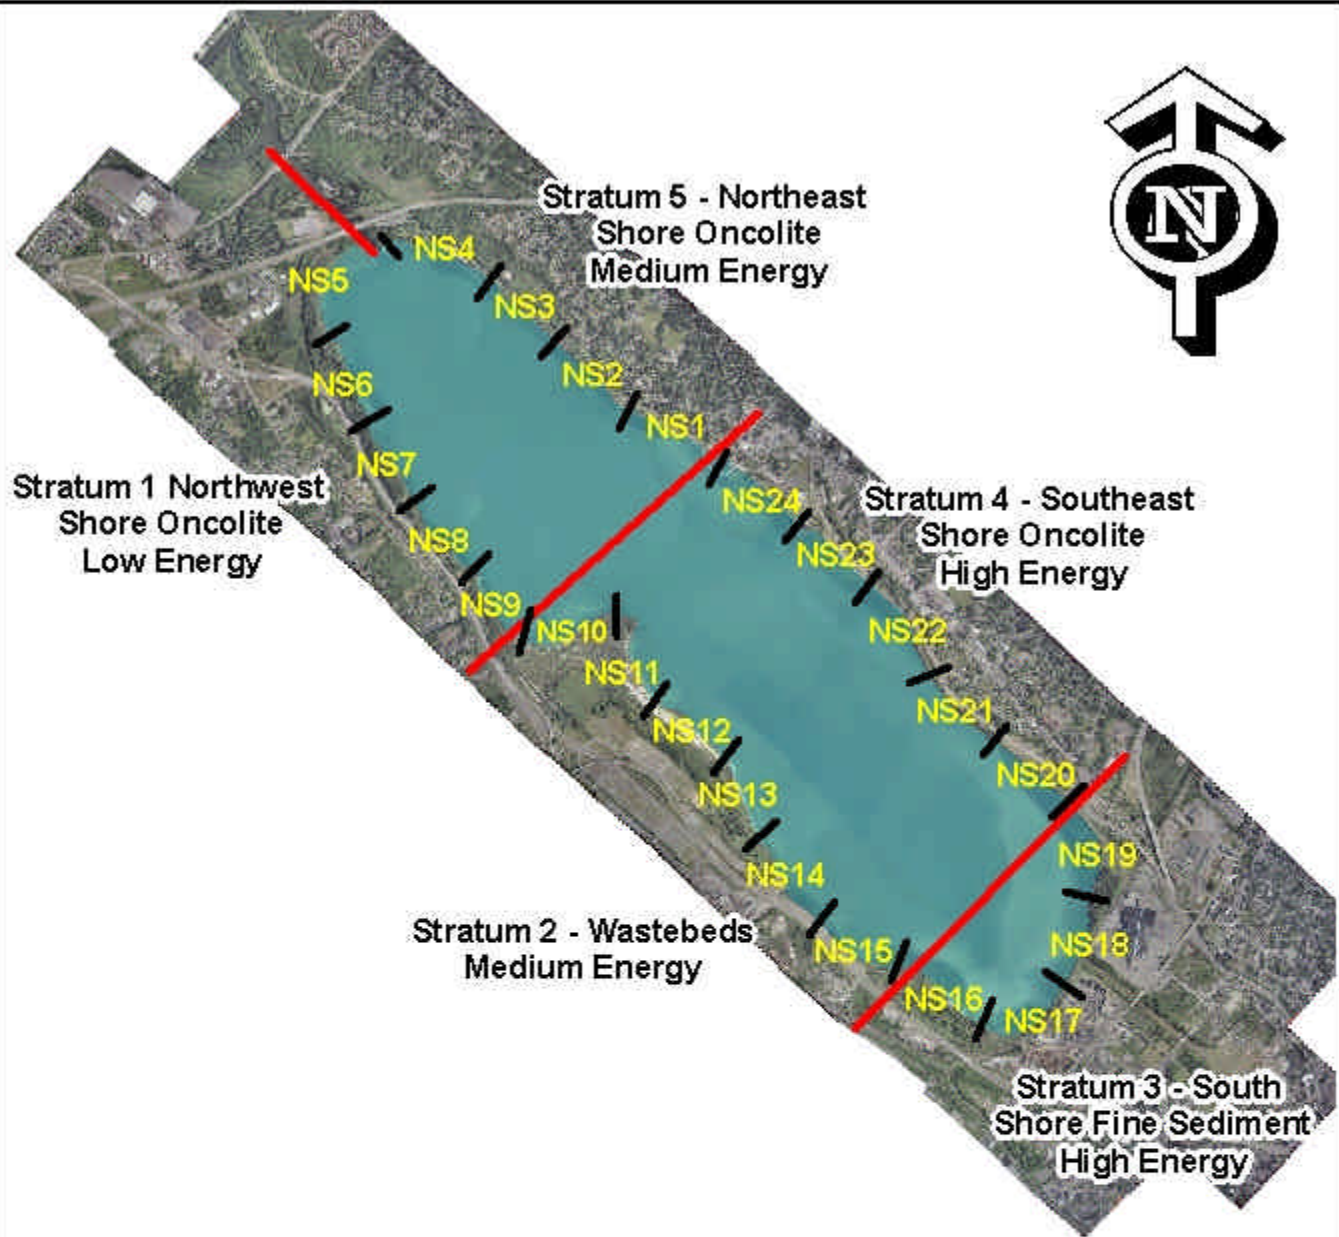 Stratum 5 - Northeast
Shore Oncolite
Medium Energy
N
NS4
NS5
NS3
NS2
NS6
NS1
NS7
Stratum 1 Northwest
Shore Oncolite
Low Energy
NS24
Stratum 4 - Southeast
Shore Oncolite
High Energy
NS8
NS23
NS9
NS10
NS22
NS11
NS21
NS12
NS20
NS13
NS19
NS14
Stratum 2 - Wastebeds
Medium Energy
NS15
NS18
NS16
NS17
Stratum 3 - South
Shore Fine Sediment
High Energy